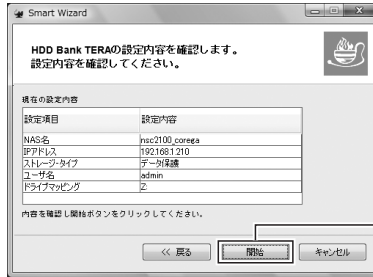 Smart Wizard
HDD Bank TERAの設定内容を確認します。
設定内容を確認してください。
現在の設定内容
設定項目 設定内容
NAS名 nsc2100_corega
IPアドレス 192.168.1.210
ストレージ・タイプ データ保護
ユーザ名 admin
ドライブマッピング Z:
内容を確認し開始ボタンをクリックしてください。
<< 戻る 開始 キャンセル